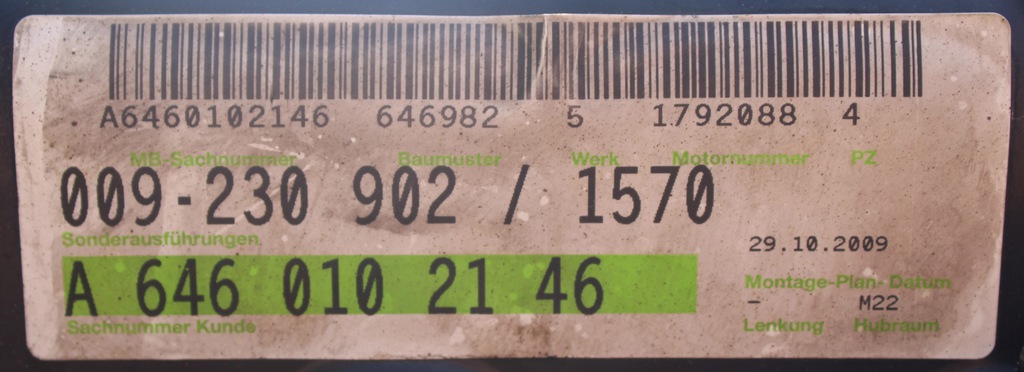 A6460102146 646982 5 1792088 4
MB-Sachnummer Baumuster Werk Motornummer PZ
009-230 902 / 1570
Sonderausführungen 29.10.2009
A 646 010 21 46 Montage-Plan-Datum
- M22
Sachnummer Kunde Lenkung Hubraum